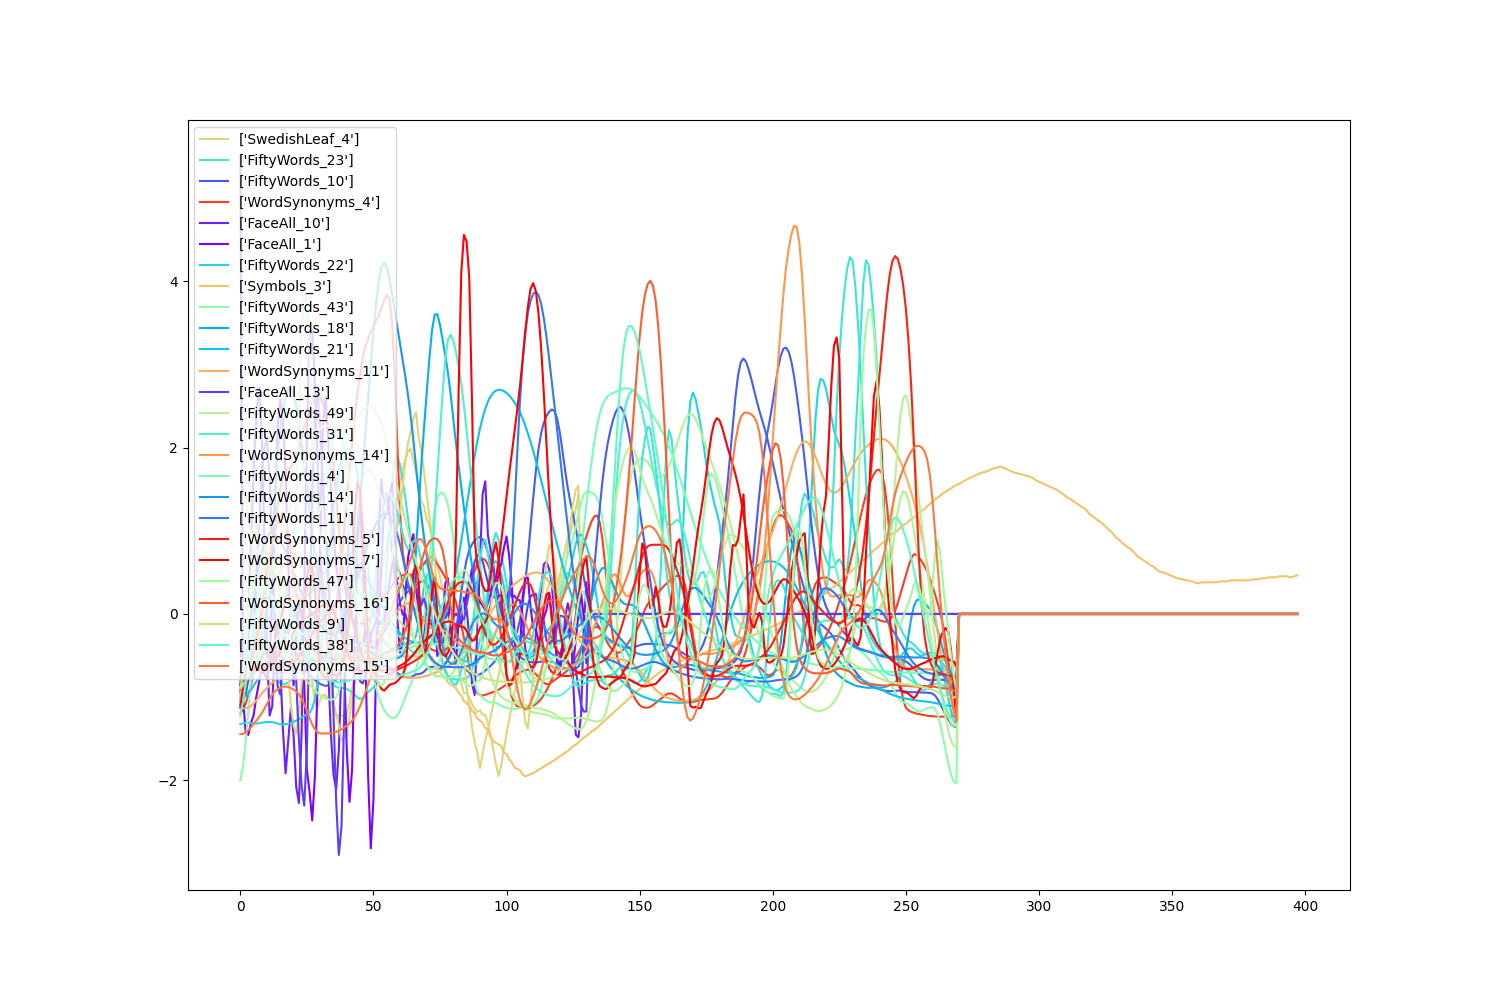 ['SwedishLeaf_4']
['FiftyWords_23']
['FiftyWords_10']
['WordSynonyms_4']
['FaceAll_10']
['FaceAll_1']
['FiftyWords_22']
['Symbols_3']
['FiftyWords_43']
['FiftyWords_18']
['FiftyWords_21']
['WordSynonyms_11']
['FaceAll_13']
['FiftyWords_49']
['FiftyWords_31']
['WordSynonyms_14']
['FiftyWords_4']
['FiftyWords_14']
['FiftyWords_11']
['WordSynonyms_5']
['WordSynonyms_7']
['FiftyWords_47']
['WordSynonyms_16']
['FiftyWords_9']
['FiftyWords_38']
['WordSynonyms_15']
4
2
0
−2
0 50 100 150 200 250 300 350 400